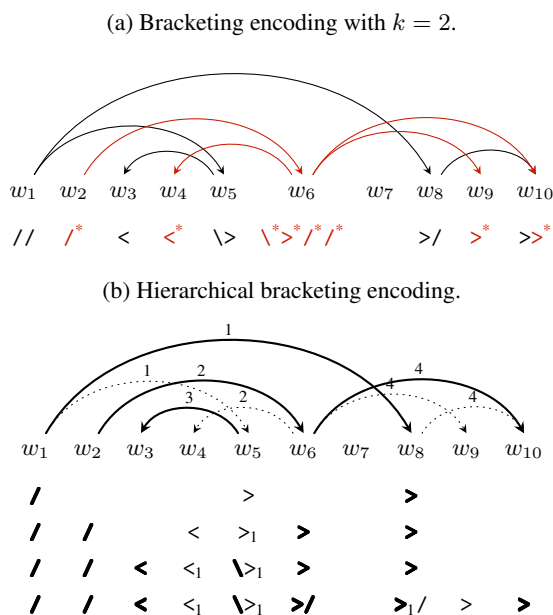 (a) Bracketing encoding with k = 2.
w1 w2 w3 w4 w5 w6 w7 w8 w9 w10
// /* < <* \> \*>*/*/* >/ >* >>*
(b) Hierarchical bracketing encoding.
1
1 2 4
3 2 4 4
w1 w2 w3 w4 w5 w6 w7 w8 w9 w10
/ > >
/ / < >1 > >
/ / < <1 \>1 > >
/ / < <1 \>1 >/ >1/ > >